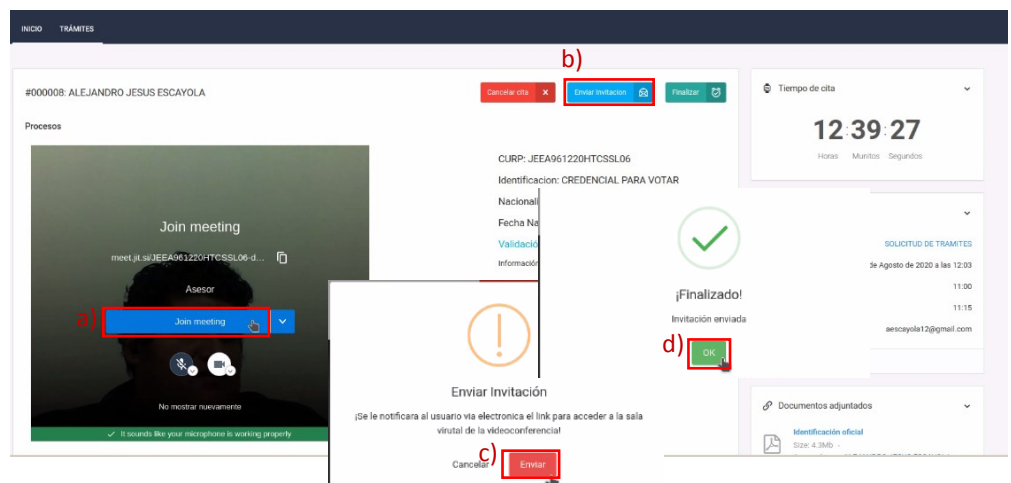 INICIO TRÁMITES
b)
#000008: ALEJANDRO JESUS ESCAYOLA
Cancelar cita X
Enviar Invitacion
Finalizar
Tiempo de cita
12:39:27
Horas Munitos Segundos
Procesos
CURP: JEEA961220HTCSSL06
Identificacion: CREDENCIAL PARA VOTAR
Nacionali
Fecha Na
Validació
Información
Join meeting
meet.jit.si/JEEA961220HTCSSL06-d...
Asesor
a) Join meeting
No mostrar nuevamente
It sounds like your microphone is working properly
¡Finalizado!
Invitación enviada
d) OK
Enviar Invitación
¡Se le notificara al usuario via electronica el link para acceder a la sala
virutal de la videoconferencia!
c)
Cancelar Enviar
SOLICITUD DE TRAMITES
de Agosto de 2020 a las 12:03
11:00
11:15
aescayola12@gmail.com
Documentos adjuntados
Identificación oficial
Size: 4.3Mb -